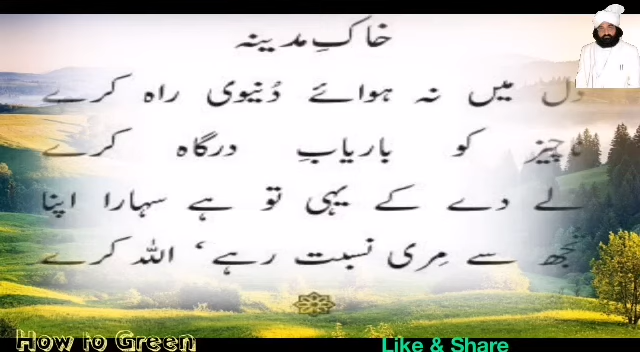 خاکِ مدینہ
دل میں نہ ہوائے دُنیوی راہ کرے
ناچیز کو باریابِ درگاہ کرے
لے دے کے یہی تو ہے سہارا اپنا
تجھ سے مِری نسبت رہے، اللہ کرے
How to Green
Like & Share